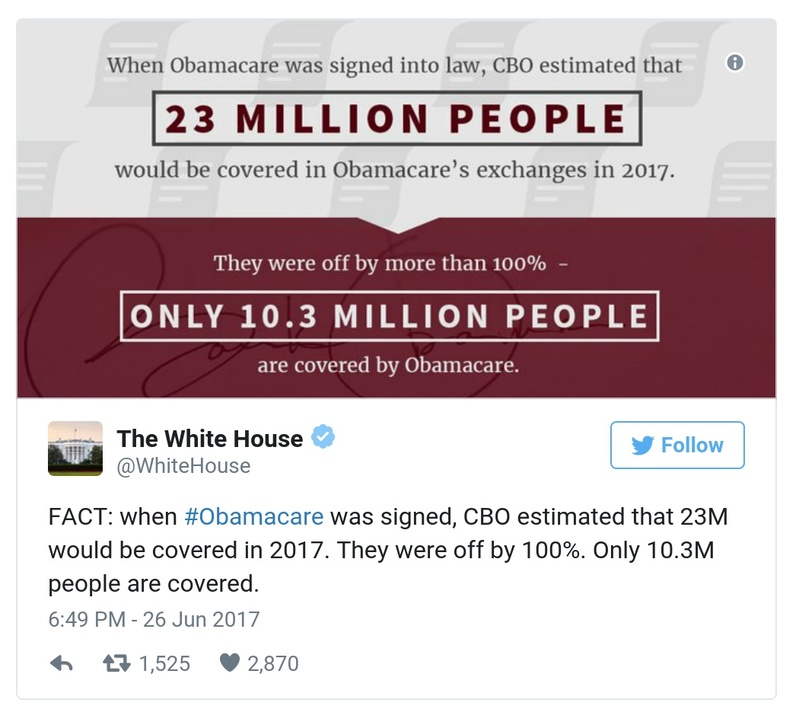 When Obamacare was signed into law, CBO estimated that
23 MILLION PEOPLE
would be covered in Obamacare’s exchanges in 2017.
They were off by more than 100% -
ONLY 10.3 MILLION PEOPLE
are covered by Obamacare.
The White House
@WhiteHouse
Follow
FACT: when #Obamacare was signed, CBO estimated that 23M
would be covered in 2017. They were off by 100%. Only 10.3M
people are covered.
6:49 PM - 26 Jun 2017
1,525 2,870